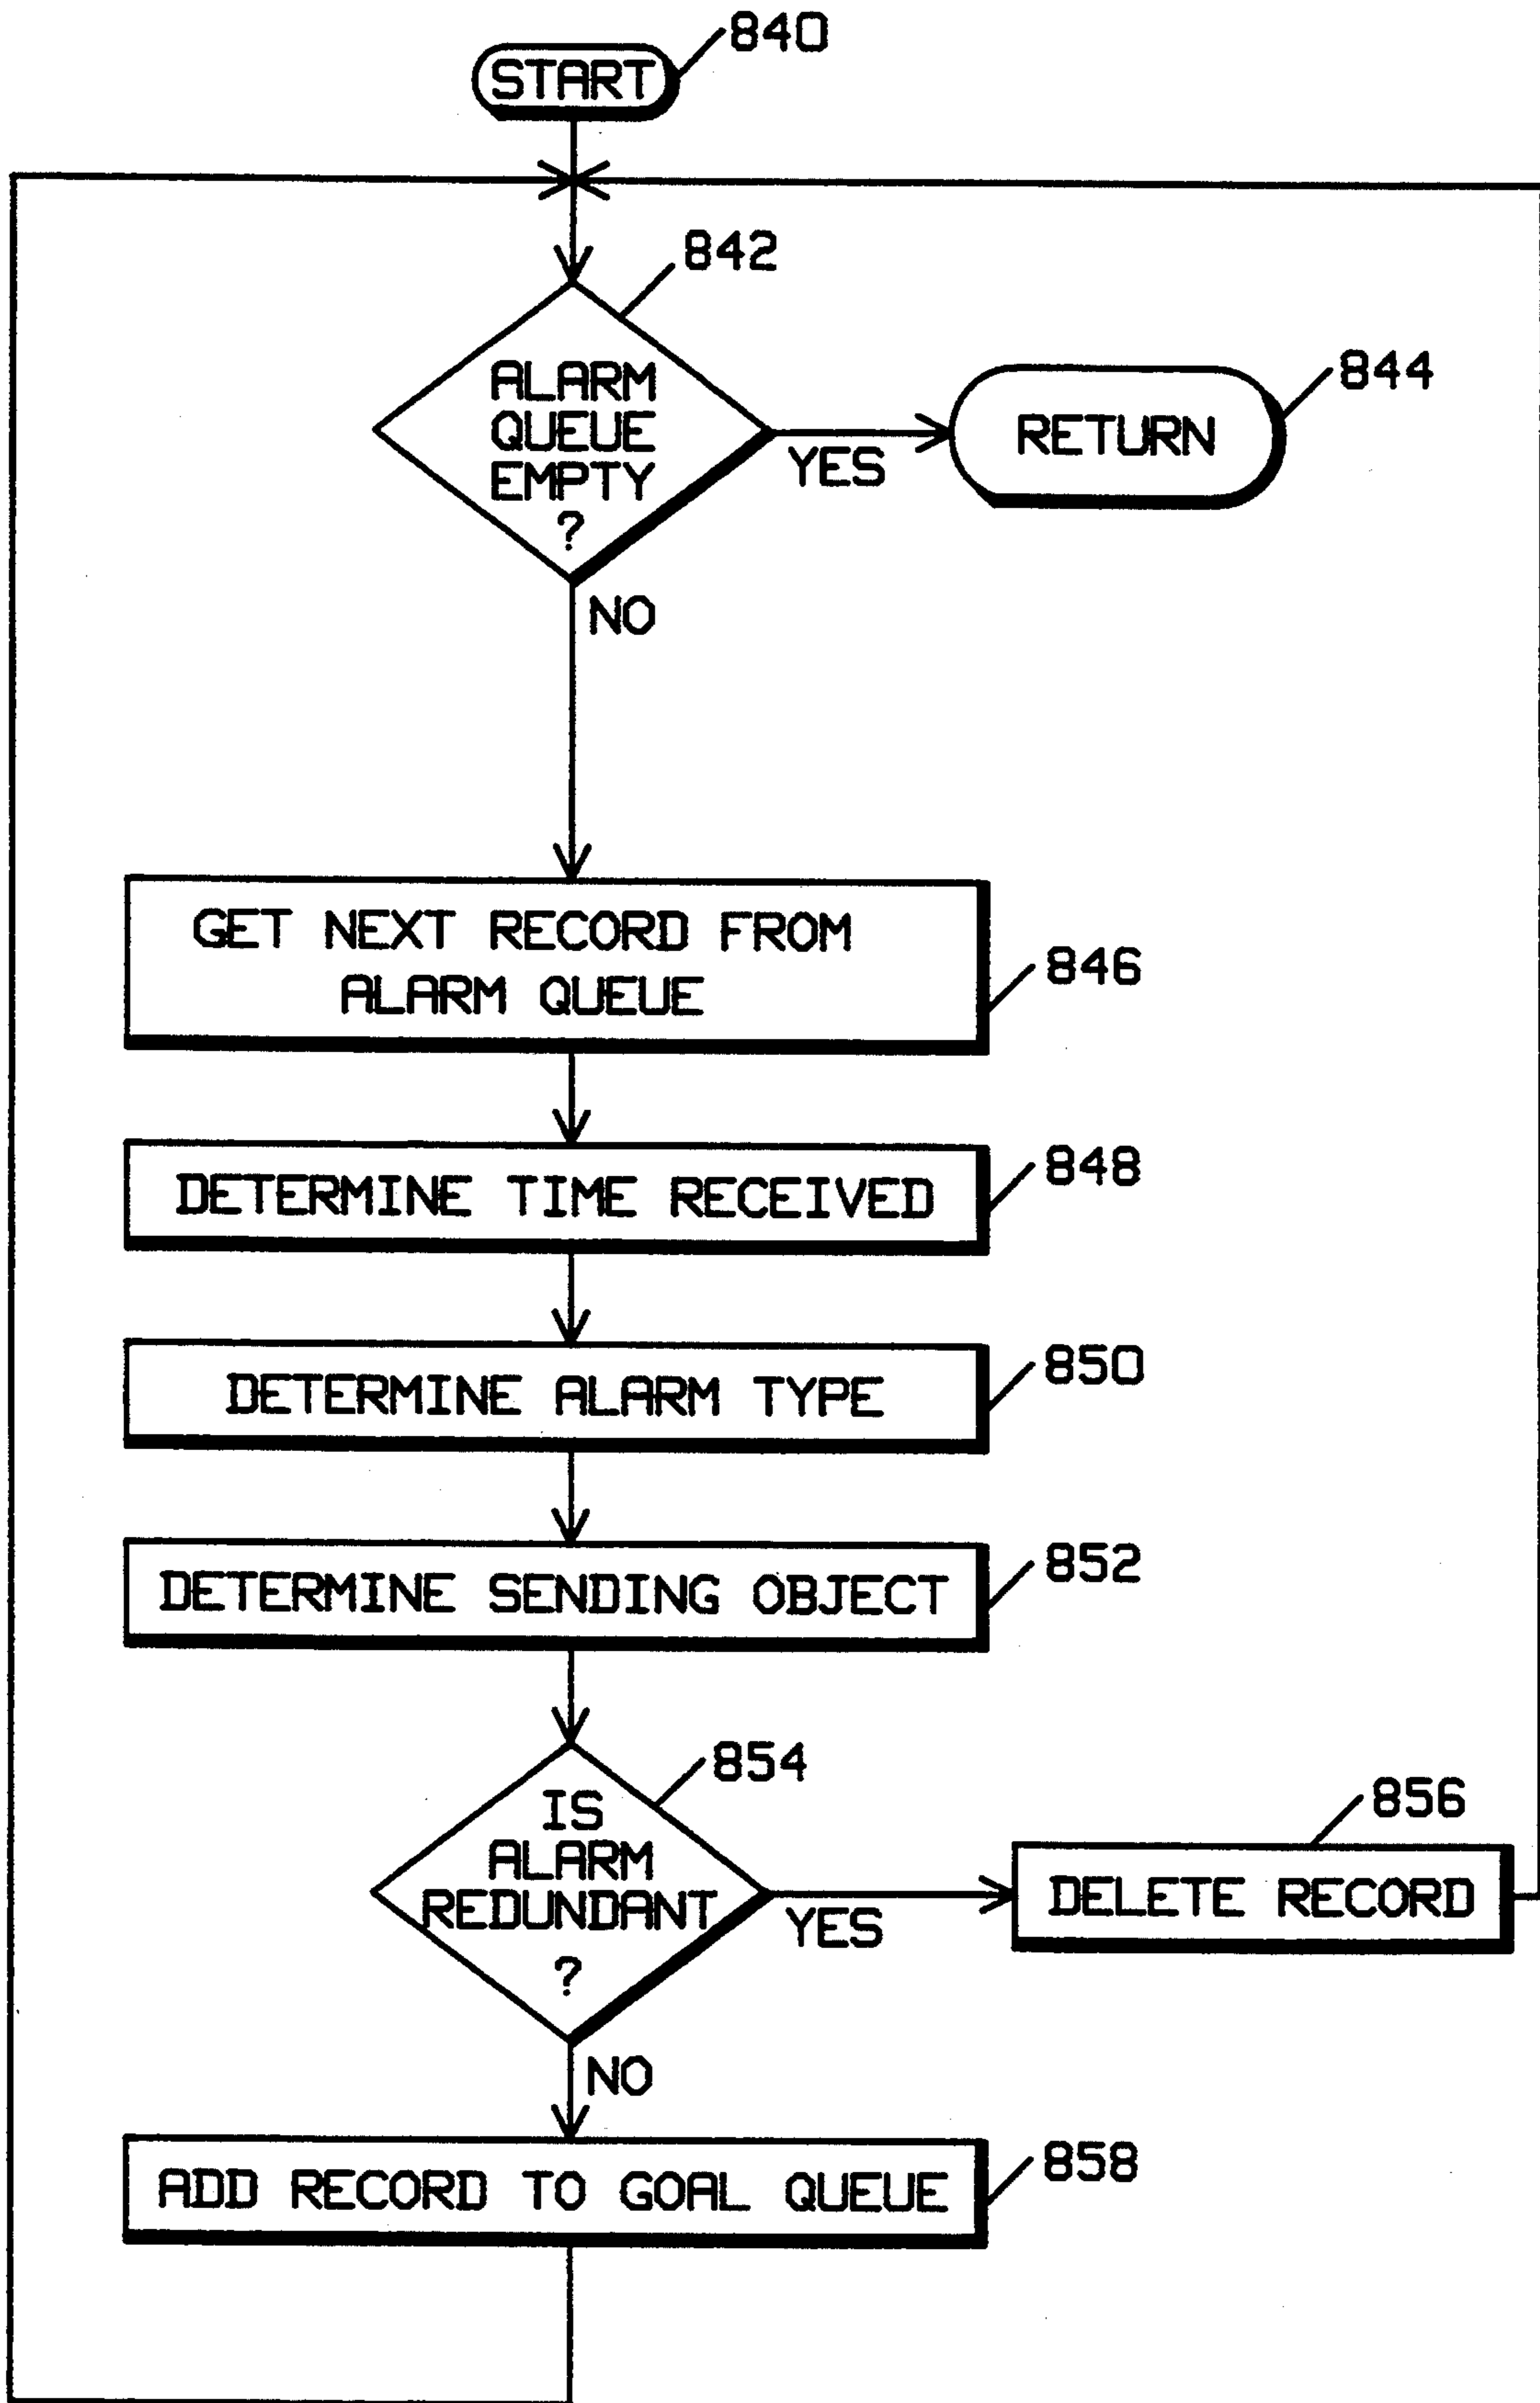 840
START
842
ALARM
QUEUE
EMPTY
?
YES
844
RETURN
NO
GET NEXT RECORD FROM
ALARM QUEUE
846
DETERMINE TIME RECEIVED
848
DETERMINE ALARM TYPE
850
DETERMINE SENDING OBJECT
852
854
IS
ALARM
REDUNDANT
?
YES
856
DELETE RECORD
NO
ADD RECORD TO GOAL QUEUE
858